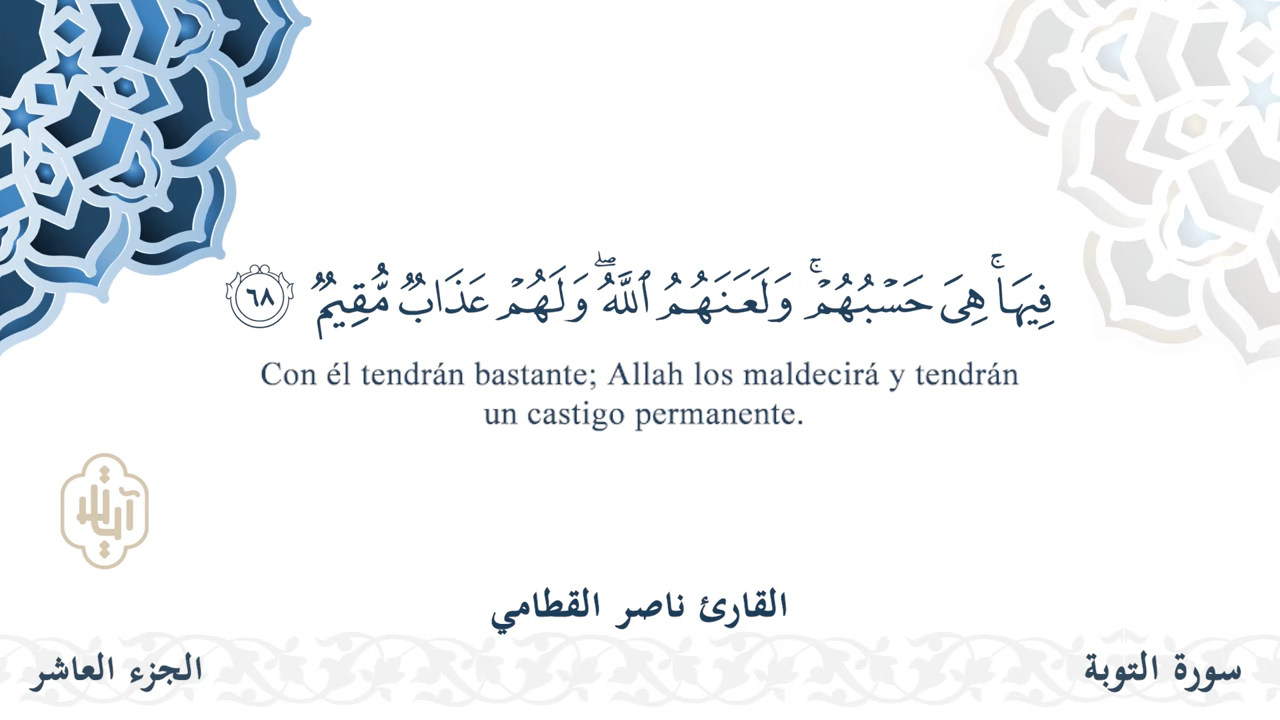 فِيهَاۚ هِىَ حَسْبُهُمْۚ وَلَعَنَهُمُ ٱللَّهُۖ وَلَهُمْ عَذَابٌ مُّقِيمٌ ٦٨
Con él tendrán bastante; Allah los maldecirá y tendrán
un castigo permanente.
القارئ ناصر القطامي
سورة التوبة
الجزء العاشر